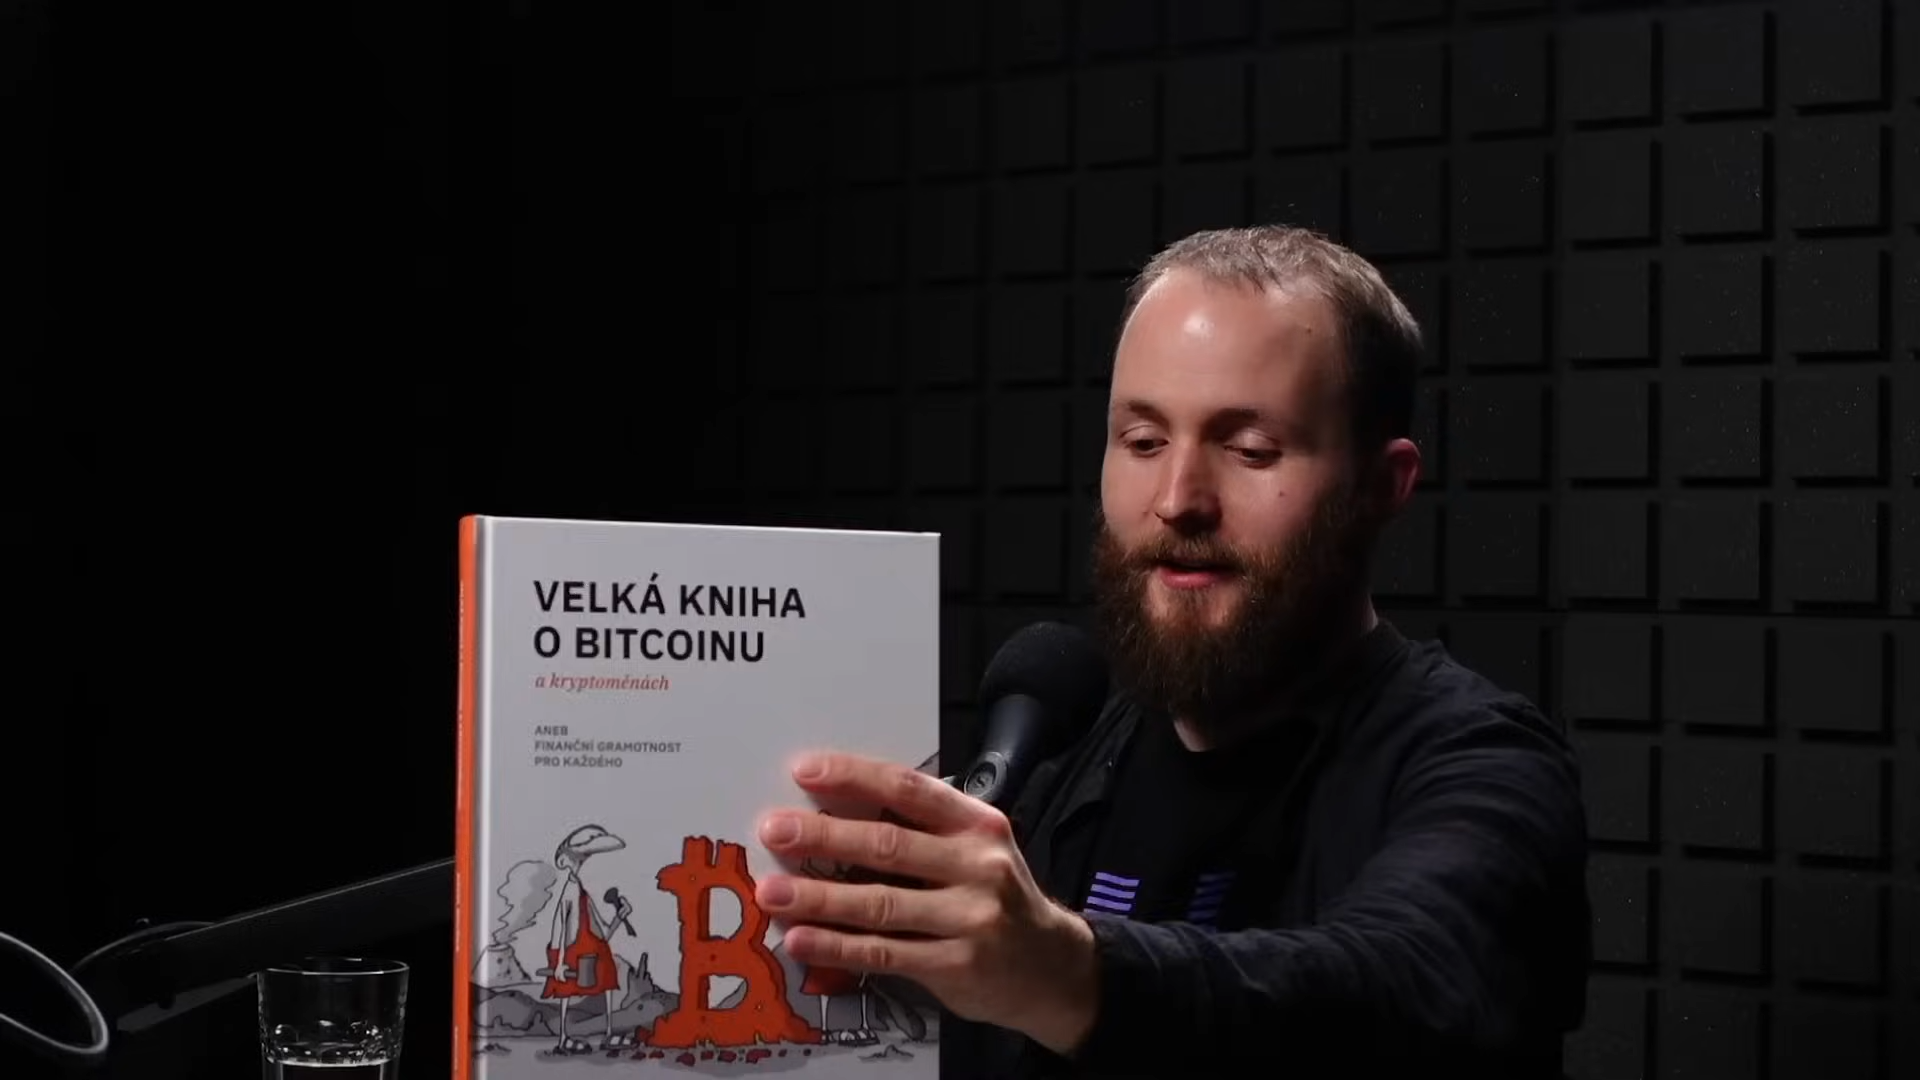 VELKÁ KNIHA
O BITCOINU
a kryptoměnách
ANEB
FINANČNÍ GRAMOTNOST
PRO KAŽDÉHO